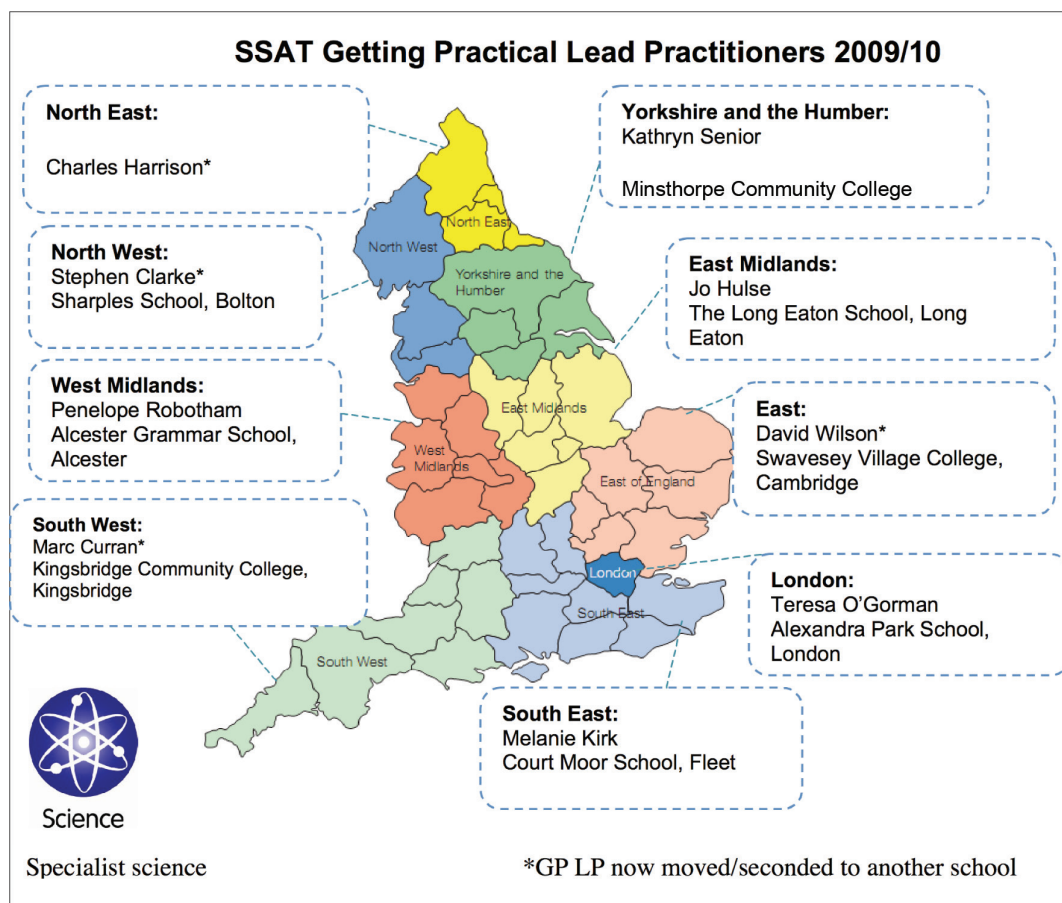 SSAT Getting Practical Lead Practitioners 2009/10
North East:
Charles Harrison*
Yorkshire and the Humber:
Kathryn Senior
Minsthorpe Community College
North West:
Stephen Clarke*
Sharples School, Bolton
East Midlands:
Jo Hulse
The Long Eaton School, Long
Eaton
West Midlands:
Penelope Robotham
Alcester Grammar School,
Alcester
East:
David Wilson*
Swavesey Village College,
Cambridge
South West:
Marc Curran*
Kingsbridge Community College,
Kingsbridge
London:
Teresa O'Gorman
Alexandra Park School,
London
South East:
Melanie Kirk
Court Moor School, Fleet
North East
North West
Yorkshire and the
Humber
East Midlands
West
Midlands
East of England
London
South East
South West
Science
Specialist science
*GP LP now moved/seconded to another school